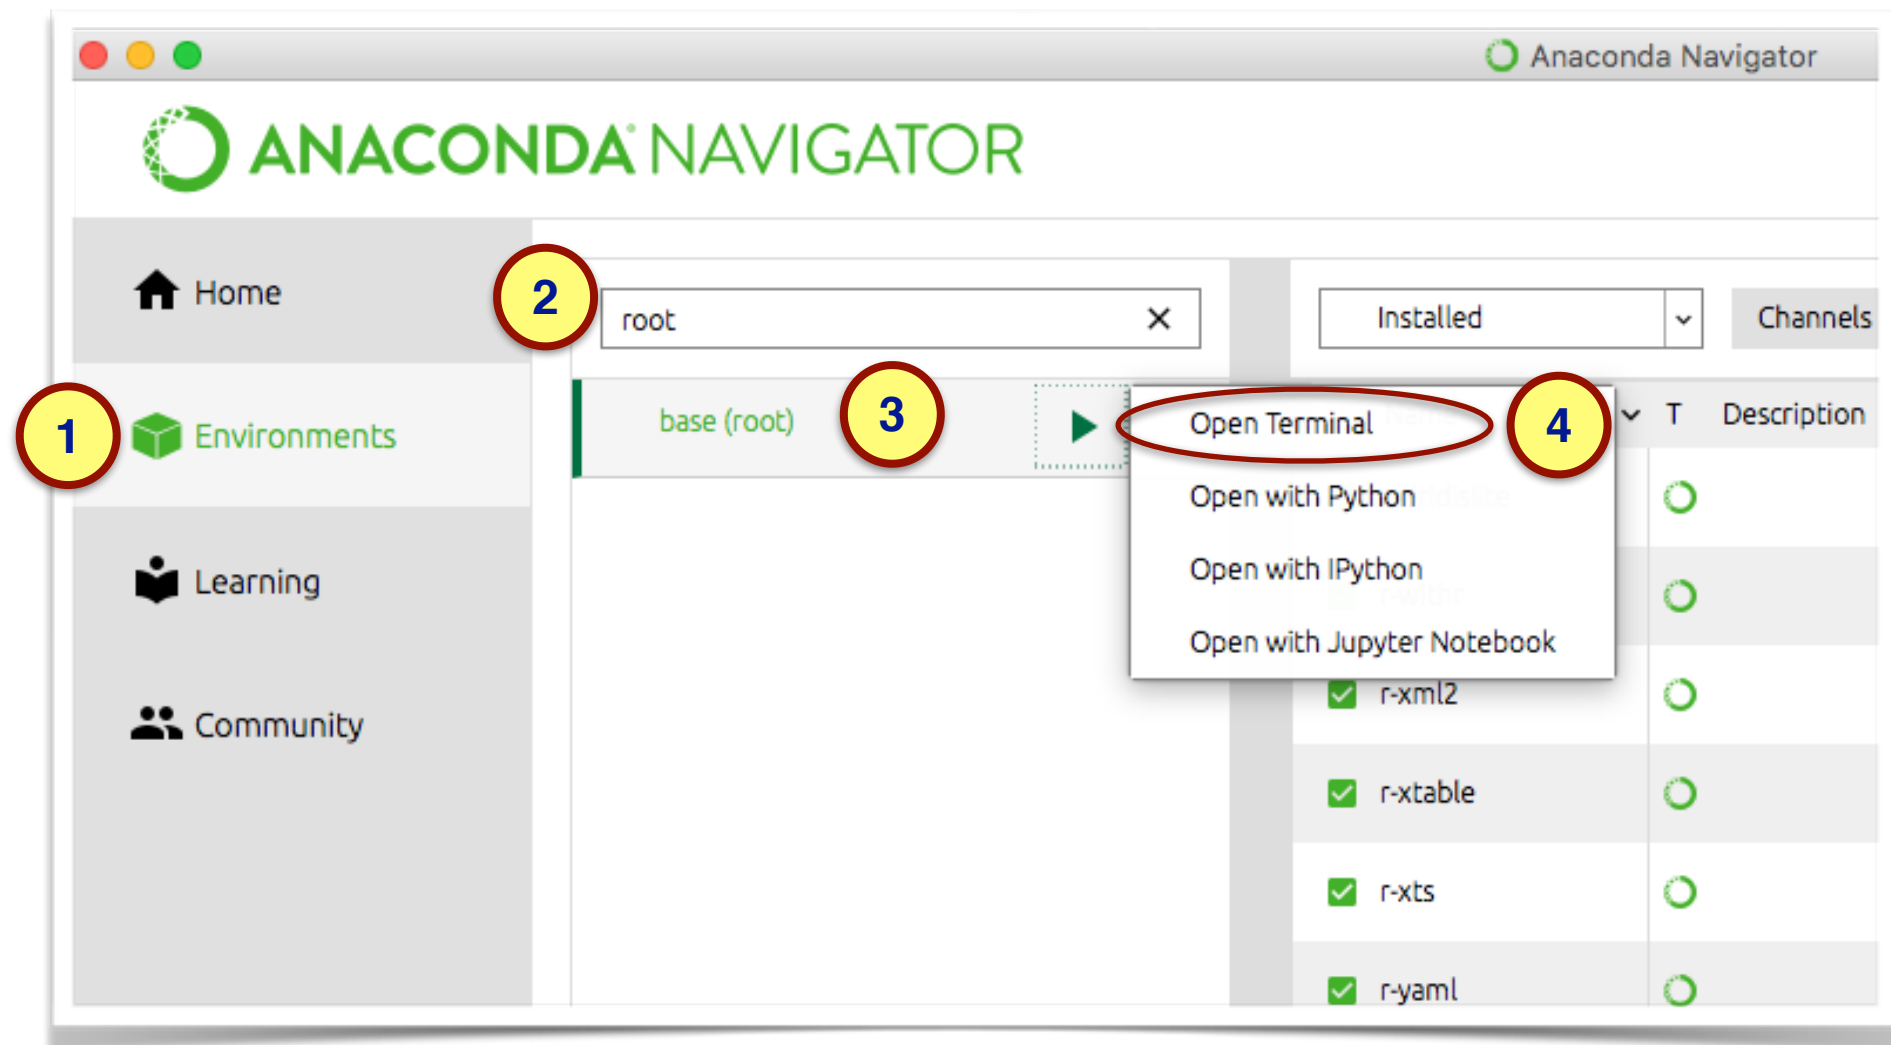 Anaconda Navigator
ANACONDA NAVIGATOR
Home
2
root
Installed
Channels
1
Environments
base (root)
3
Open Terminal
4
T
Description
Open with Python
Open with IPython
Open with Jupyter Notebook
Learning
r-xml2
Community
r-xtable
r-xts
r-yaml